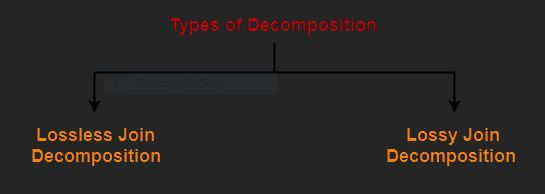 Types of Decomposition
Lossless Join
Decomposition
Lossy Join
Decomposition